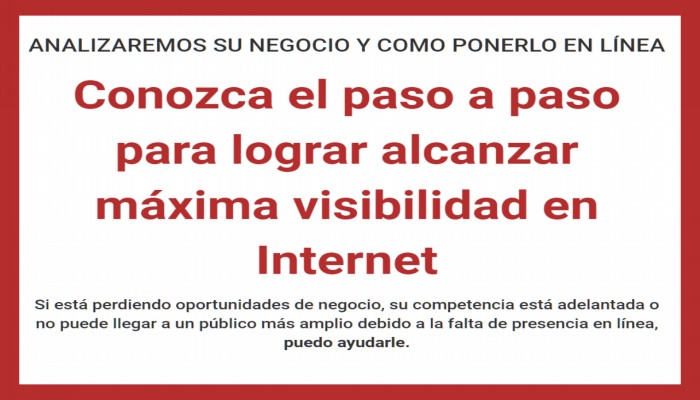 ANALIZAREMOS SU NEGOCIO Y COMO PONERLO EN LÍNEA
Conozca el paso a paso
para lograr alcanzar
máxima visibilidad en
Internet
Si está perdiendo oportunidades de negocio, su competencia está adelantada o
no puede llegar a un público más amplio debido a la falta de presencia en línea,
puedo ayudarle.